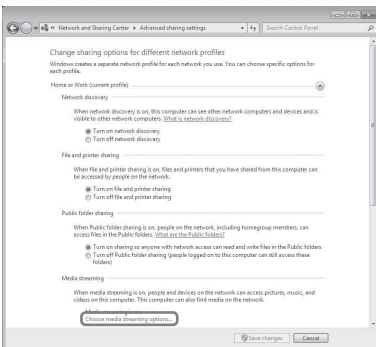 « Network and Sharing Center ▸ Advanced sharing settings
Search Control Panel
Change sharing options for different network profiles
Windows creates a separate network profile for each network you use. You can choose specific options for
each profile.
Home or Work (current profile)
Network discovery
When network discovery is on, this computer can see other network computers and devices and is
visible to other network computers. What is network discovery?
Turn on network discovery
Turn off network discovery
File and printer sharing
When file and printer sharing is on, files and printers that you have shared from this computer can
be accessed by people on the network.
Turn on file and printer sharing
Turn off file and printer sharing
Public folder sharing
When Public folder sharing is on, people on the network, including homegroup members, can
access files in the Public folders. What are the Public folders?
Turn on sharing so anyone with network access can read and write files in the Public folders
Turn off Public folder sharing (people logged on to this computer can still access these
folders)
Media streaming
When media streaming is on, people and devices on the network can access pictures, music, and
videos on this computer. This computer can also find media on the network.
Choose media streaming options...
Save changes
Cancel